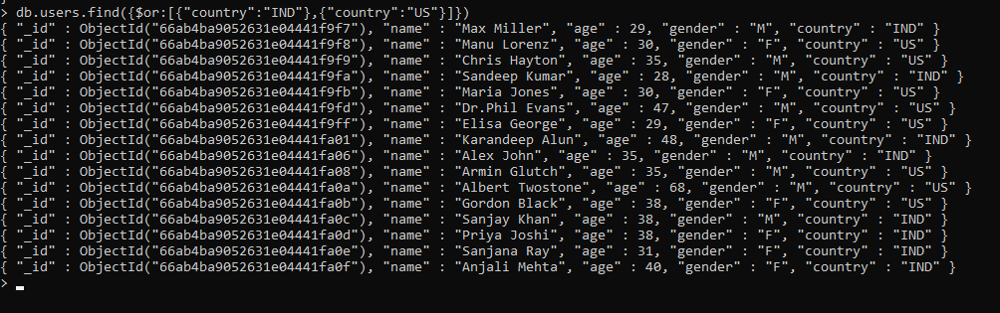 > db.users.find({$or:[{"country":"IND"},{"country":"US"}]})
{ "_id" : ObjectId("66ab4ba9052631e04441f9f7"), "name" : "Max Miller", "age" : 29, "gender" : "M", "country" : "IND" }
{ "_id" : ObjectId("66ab4ba9052631e04441f9f8"), "name" : "Manu Lorenz", "age" : 30, "gender" : "F", "country" : "US" }
{ "_id" : ObjectId("66ab4ba9052631e04441f9f9"), "name" : "Chris Hayton", "age" : 35, "gender" : "M", "country" : "US" }
{ "_id" : ObjectId("66ab4ba9052631e04441f9fa"), "name" : "Sandeep Kumar", "age" : 28, "gender" : "M", "country" : "IND" }
{ "_id" : ObjectId("66ab4ba9052631e04441f9fb"), "name" : "Maria Jones", "age" : 30, "gender" : "F", "country" : "US" }
{ "_id" : ObjectId("66ab4ba9052631e04441f9fd"), "name" : "Dr.Phil Evans", "age" : 47, "gender" : "M", "country" : "US" }
{ "_id" : ObjectId("66ab4ba9052631e04441f9ff"), "name" : "Elisa George", "age" : 29, "gender" : "F", "country" : "US" }
{ "_id" : ObjectId("66ab4ba9052631e04441fa01"), "name" : "Karandeep Alun", "age" : 48, "gender" : "M", "country" : "IND" }
{ "_id" : ObjectId("66ab4ba9052631e04441fa06"), "name" : "Alex John", "age" : 35, "gender" : "M", "country" : "IND" }
{ "_id" : ObjectId("66ab4ba9052631e04441fa08"), "name" : "Armin Glutch", "age" : 35, "gender" : "M", "country" : "US" }
{ "_id" : ObjectId("66ab4ba9052631e04441fa0a"), "name" : "Albert Twostone", "age" : 68, "gender" : "M", "country" : "US" }
{ "_id" : ObjectId("66ab4ba9052631e04441fa0b"), "name" : "Gordon Black", "age" : 38, "gender" : "F", "country" : "US" }
{ "_id" : ObjectId("66ab4ba9052631e04441fa0c"), "name" : "Sanjay Khan", "age" : 38, "gender" : "M", "country" : "IND" }
{ "_id" : ObjectId("66ab4ba9052631e04441fa0d"), "name" : "Priya Joshi", "age" : 38, "gender" : "F", "country" : "IND" }
{ "_id" : ObjectId("66ab4ba9052631e04441fa0e"), "name" : "Sanjana Ray", "age" : 31, "gender" : "F", "country" : "IND" }
{ "_id" : ObjectId("66ab4ba9052631e04441fa0f"), "name" : "Anjali Mehta", "age" : 40, "gender" : "F", "country" : "IND" }
>